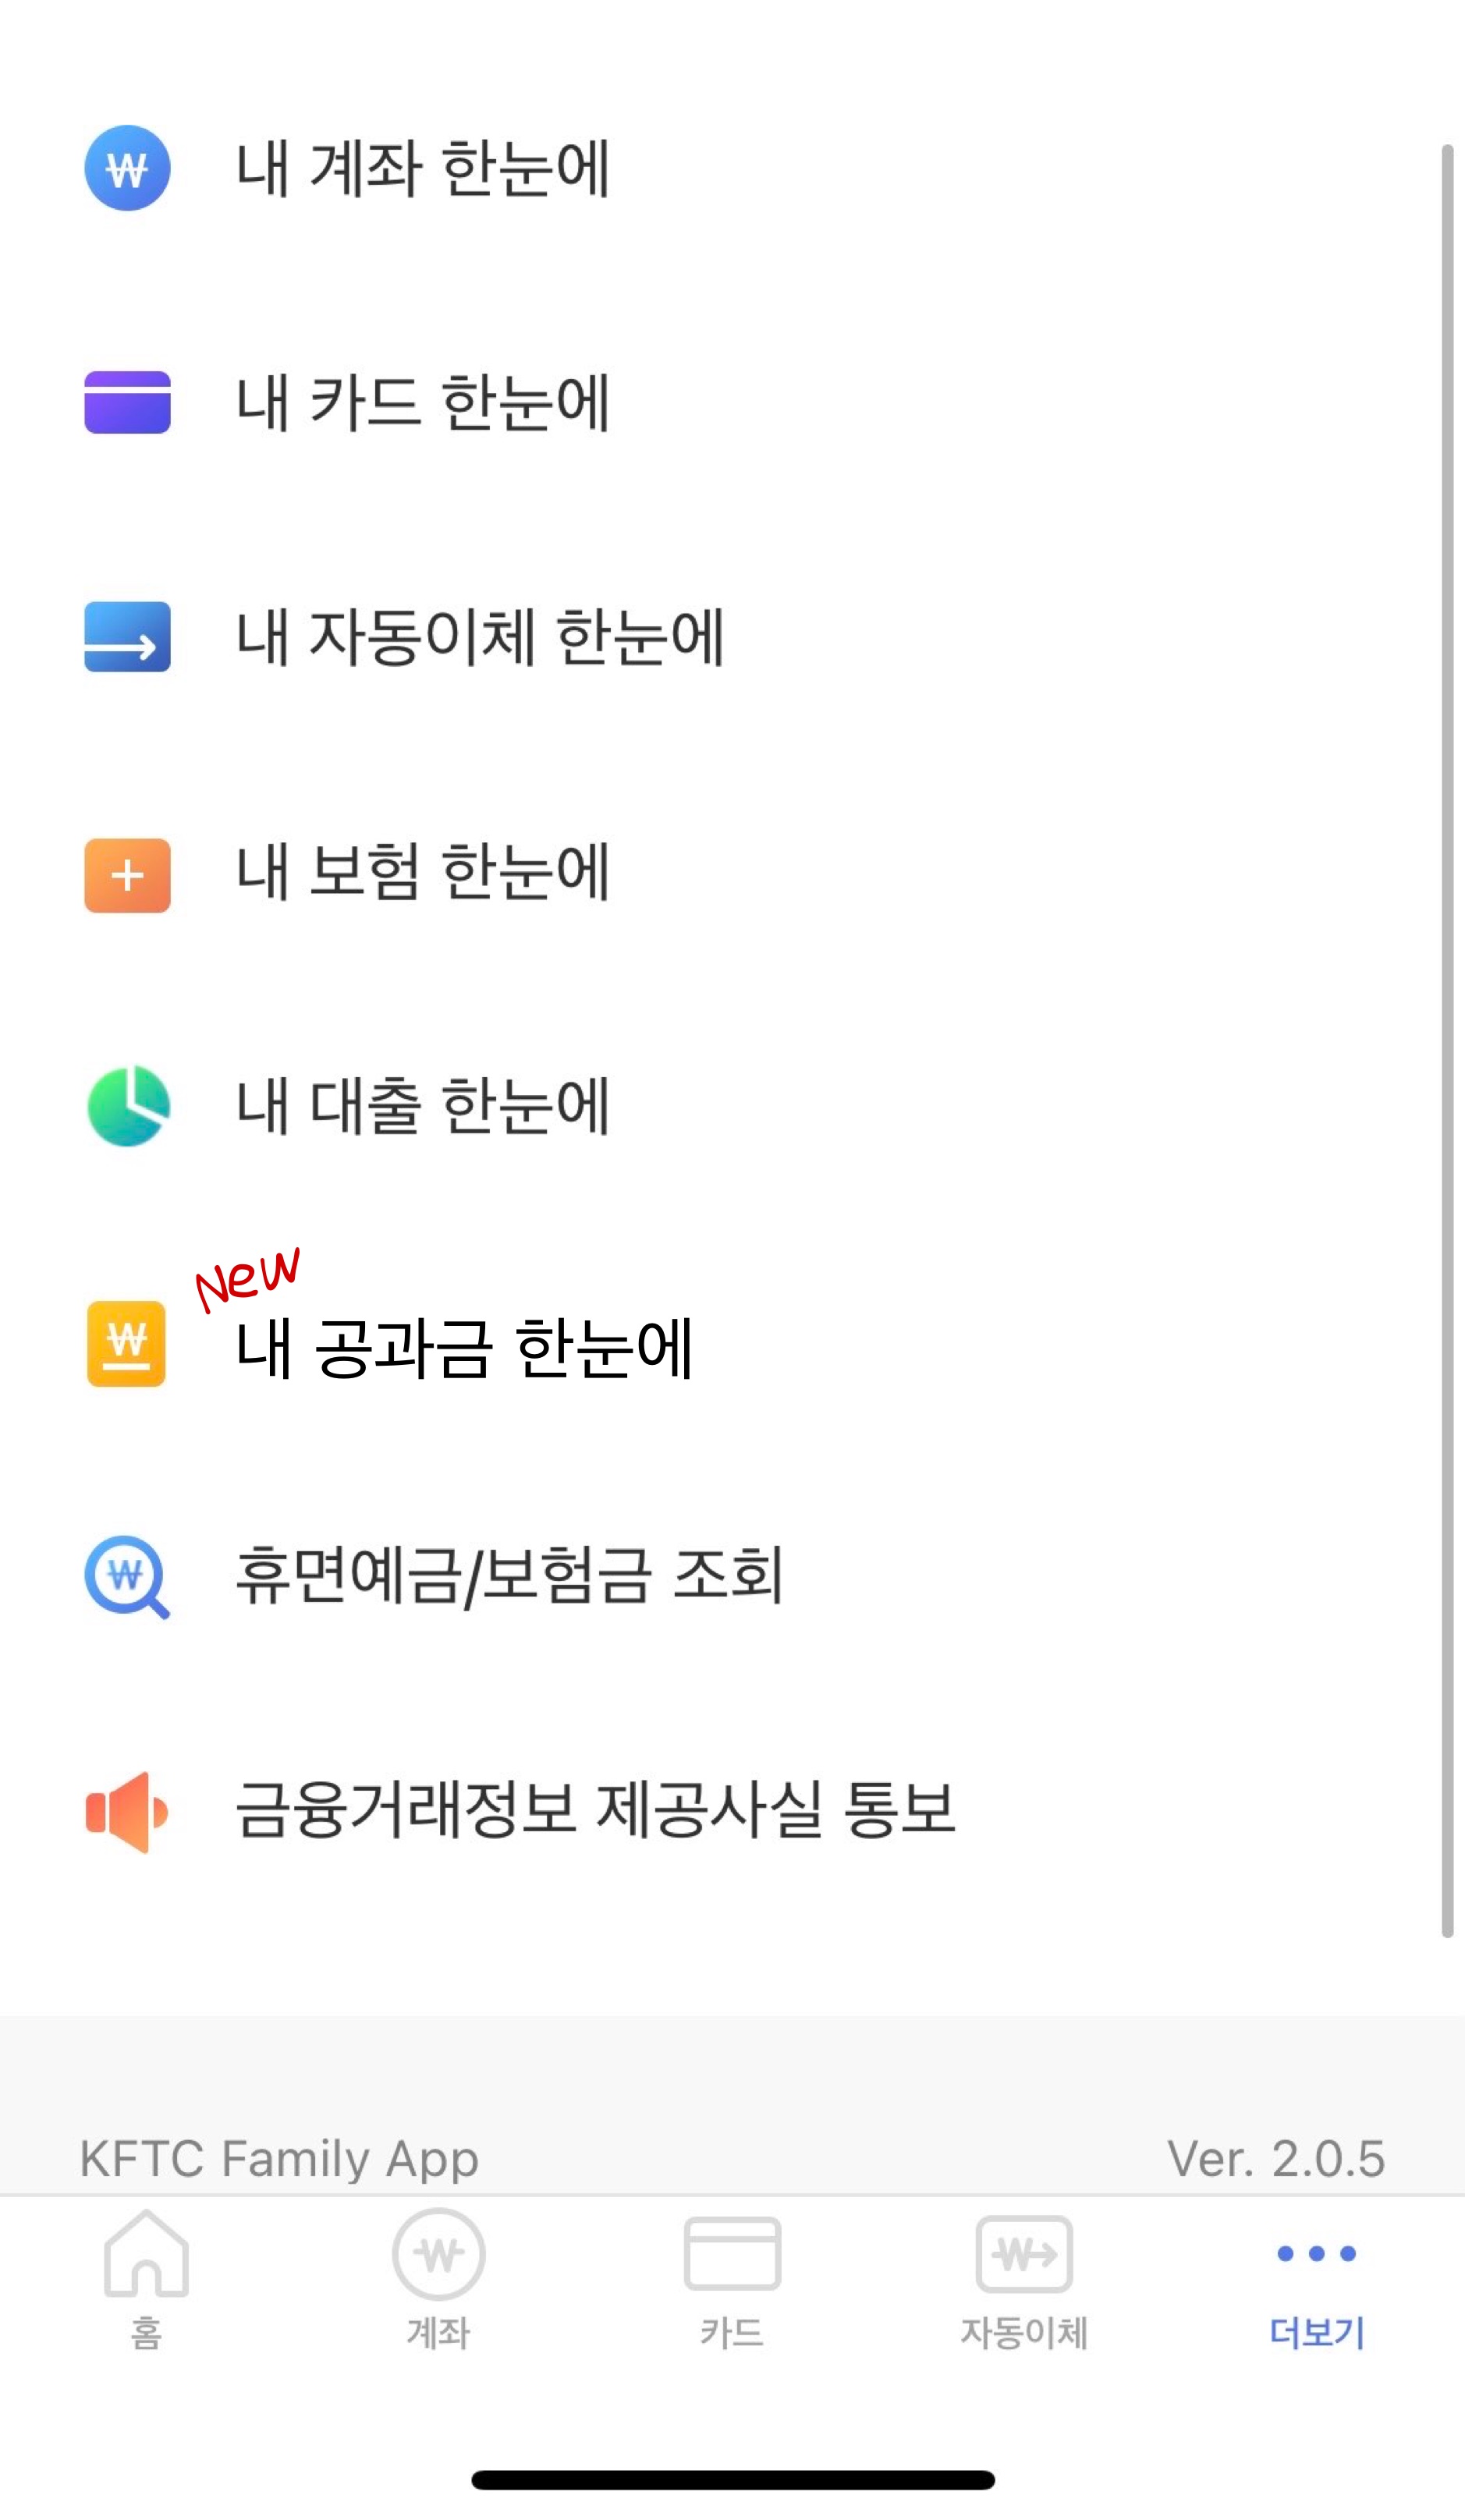 내 계좌 한눈에
내 카드 한눈에
내 자동이체 한눈에
내 보험 한눈에
내 대출 한눈에
New
내 공과금 한눈에
휴면예금/보험금 조회
금융거래정보 제공사실 통보
KFTC Family App Ver. 2.0.5
홈 계좌 카드 자동이체 더보기